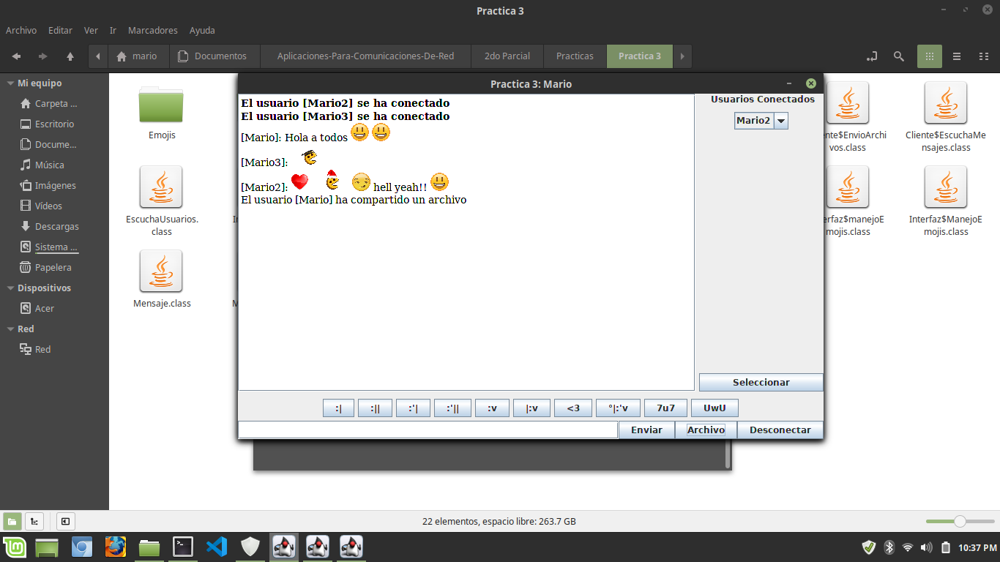 Practica 3
Archivo Editar Ver Ir Marcadores Ayuda
mario Documentos Aplicaciones-Para-Comunicaciones-De-Red 2do Parcial Practicas Practica 3
Mi equipo
Carpeta ...
Escritorio
Docume...
Música
Imágenes
Vídeos
Descargas
Sistema ...
Papelera
Dispositivos
Acer
Red
Red
Emojis
EscuchaUsuarios.
class
Mensaje.class
Practica 3: Mario
El usuario [Mario2] se ha conectado
El usuario [Mario3] se ha conectado
[Mario]: Hola a todos
[Mario3]:
[Mario2]: hell yeah!!
El usuario [Mario] ha compartido un archivo
Usuarios Conectados
Mario2
Seleccionar
:| :|| :'| :'|| :v |:v <3 °|:'v 7u7 UwU
Enviar Archivo Desconectar
nte$EnvioArchi
vos.class
Cliente$EscuchaMe
nsajes.class
erfaz$manejoE
mojis.class
Interfaz$ManejoE
mojis.class
22 elementos, espacio libre: 263.7 GB
10:37 PM